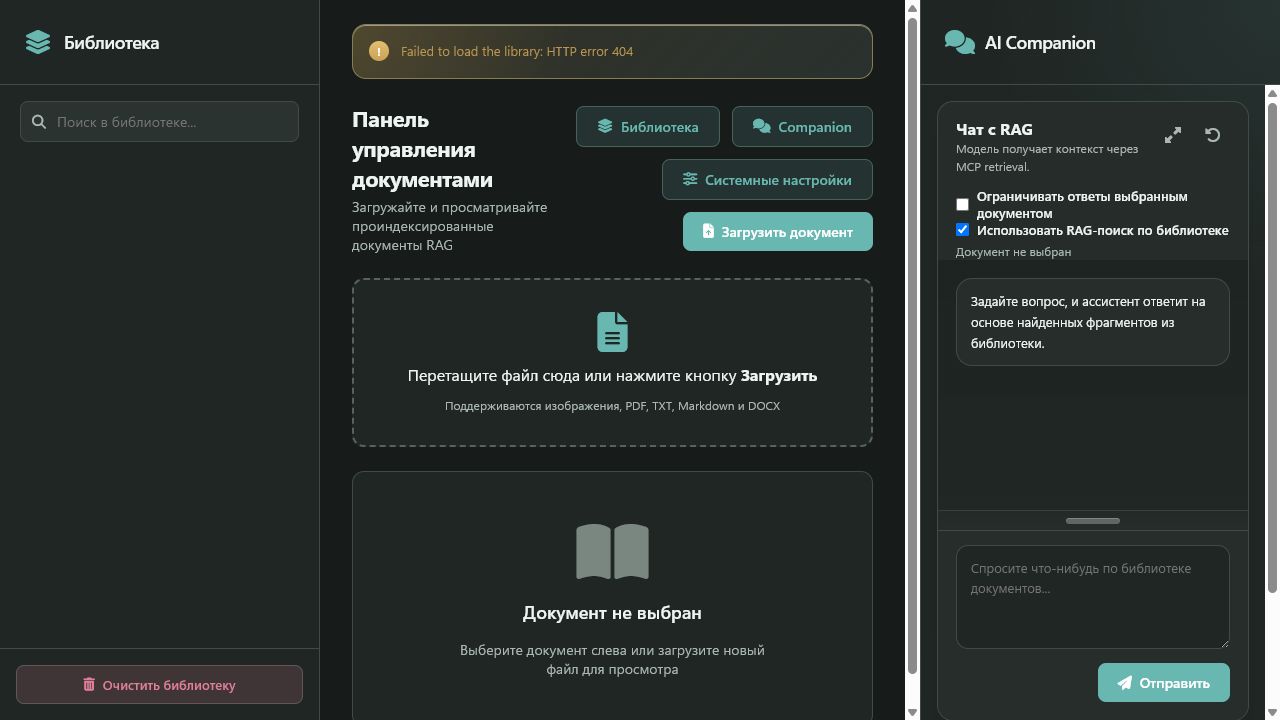 Библиотека
Поиск в библиотеке...
Очистить библиотеку
Failed to load the library: HTTP error 404
Панель
управления
документами
Загружайте и просматривайте
проиндексированные
документы RAG
Библиотека
Companion
Системные настройки
Загрузить документ
Перетащите файл сюда или нажмите кнопку Загрузить
Поддерживаются изображения, PDF, TXT, Markdown и DOCX
Документ не выбран
Выберите документ слева или загрузите новый
файл для просмотра
AI Companion
Чат с RAG
Модель получает контекст через
MCP retrieval.
Ограничивать ответы выбранным
документом
Использовать RAG-поиск по библиотеке
Документ не выбран
Задайте вопрос, и ассистент ответит на
основе найденных фрагментов из
библиотеки.
Спросите что-нибудь по библиотеке
документов...
Отправить